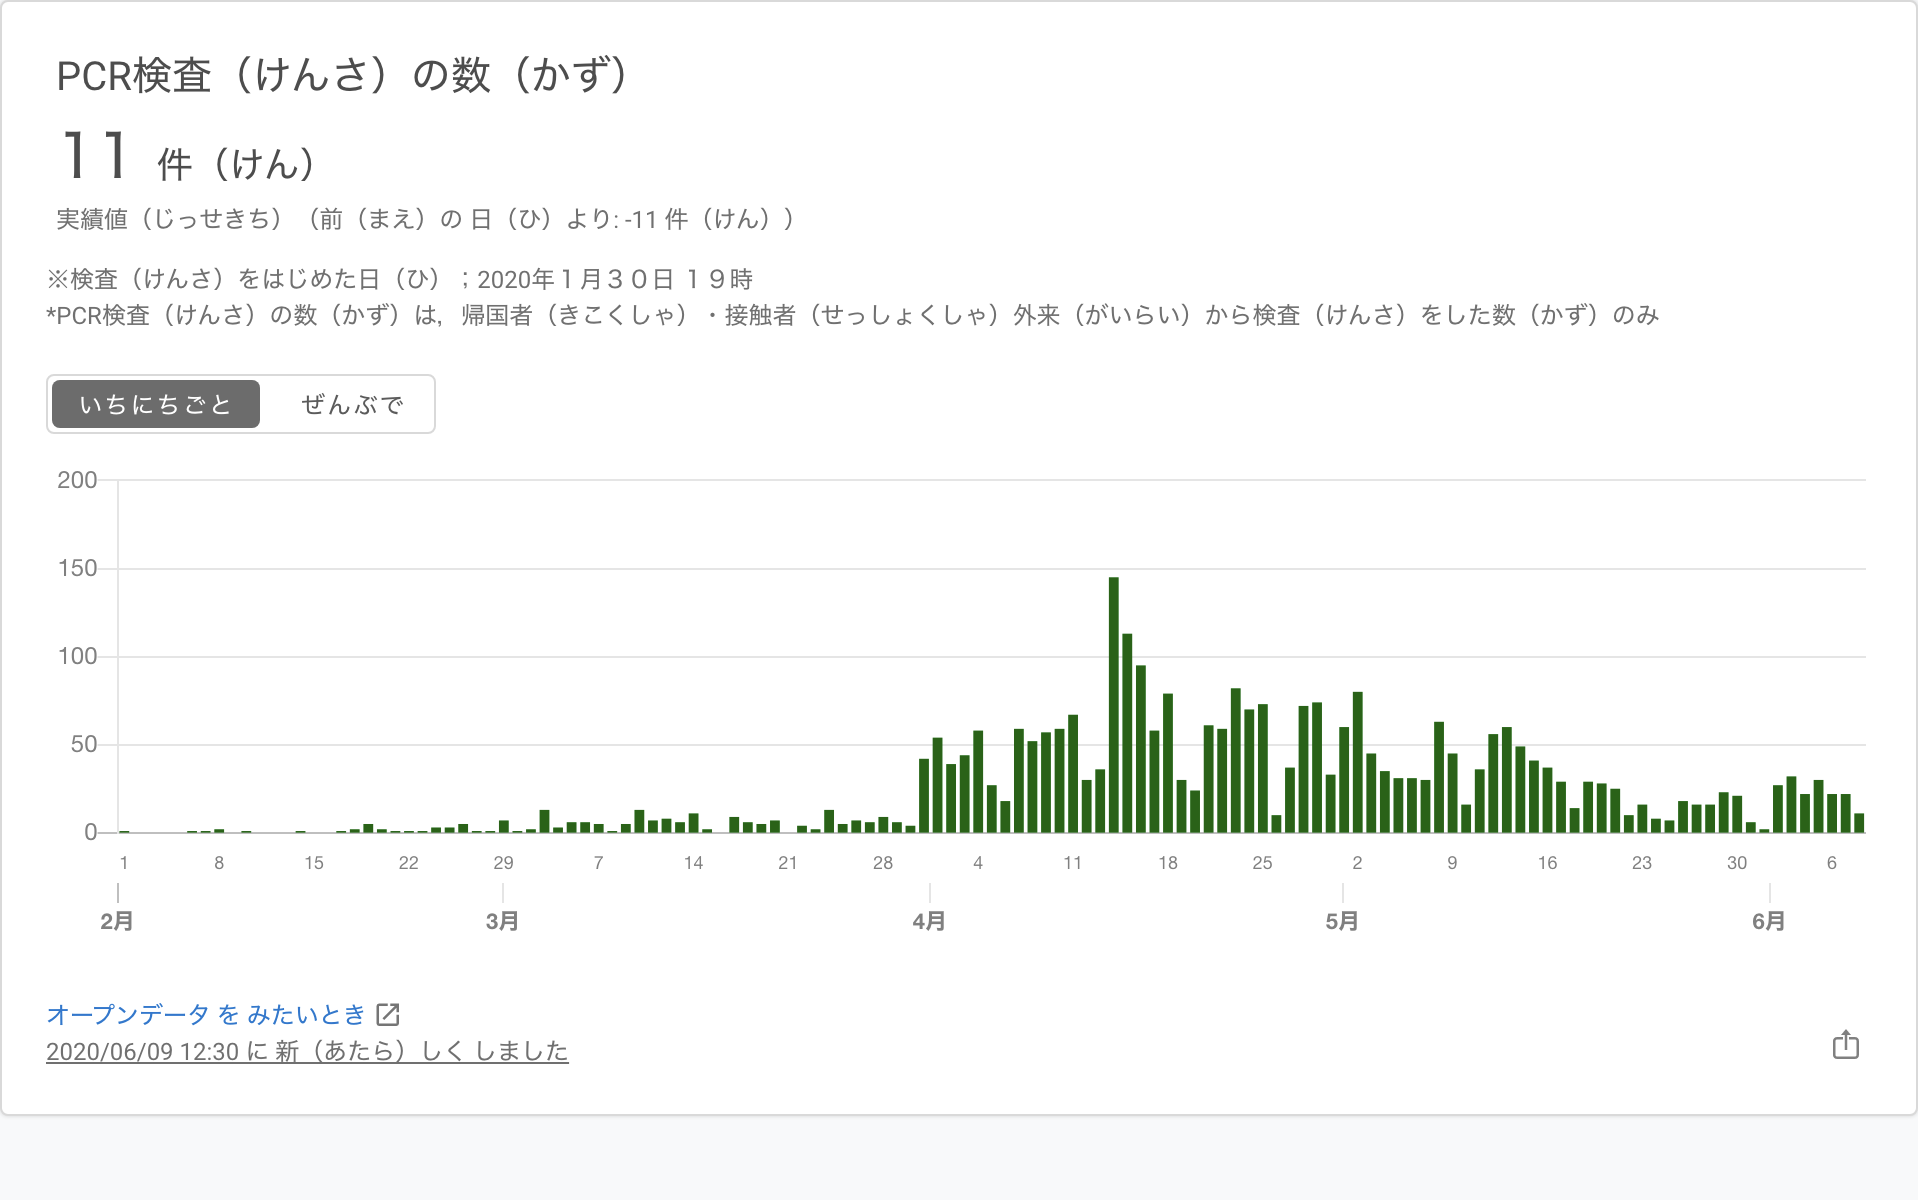 PCR検査（けんさ）の数（かず）
11 件（けん）
実績値（じっせきち）（前（まえ）の 日（ひ）より: -11 件（けん））
※検査（けんさ）をはじめた日（ひ）；2020年１月３０日 １９時
*PCR検査（けんさ）の数（かず）は，帰国者（きこくしゃ）・接触者（せっしょくしゃ）外来（がいらい）から検査（けんさ）をした数（かず）のみ
いちにちごと ぜんぶで
200
150
100
50
0
1 8 15 22 29 7 14 21 28 4 11 18 25 2 9 16 23 30 6
2月 3月 4月 5月 6月
オープンデータ を みたいとき
2020/06/09 12:30 に 新（あたら）しく しました